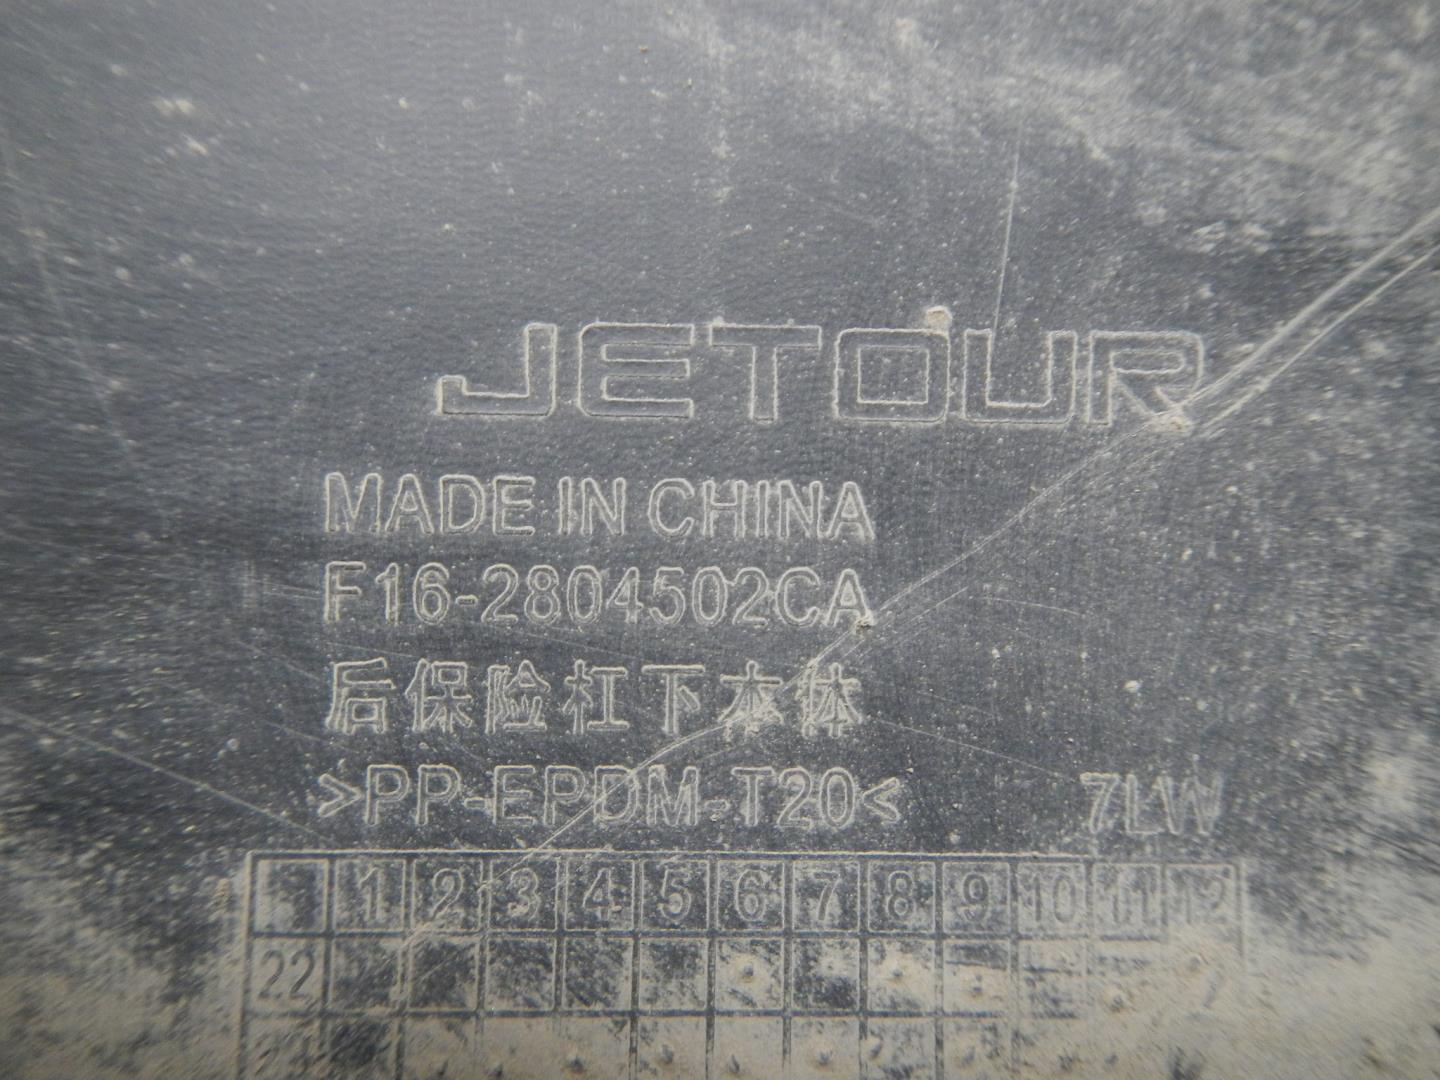 JETOUR
MADE IN CHINA
F16-2804502CA
后保险杠下本体
>PP-EPDM-T20< 7LW
1 2 3 4 5 6 7 8 9 10 11 12
22